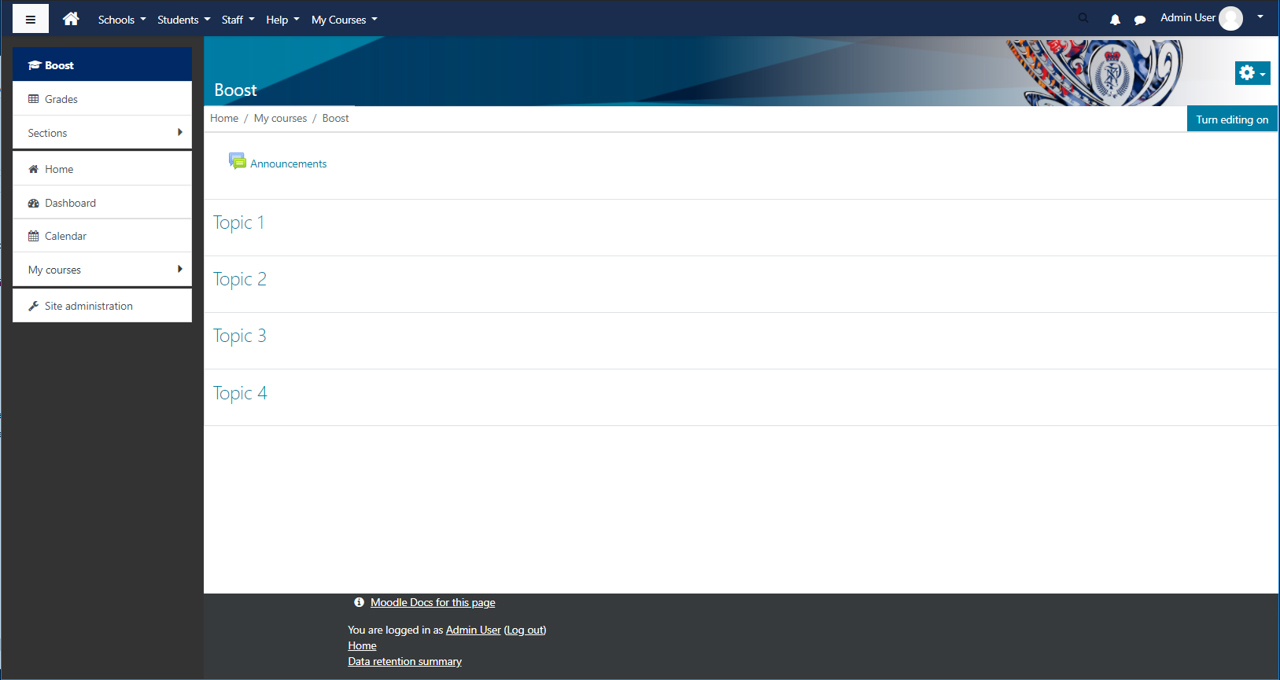 Schools Students Staff Help My Courses Admin User
Boost
Grades
Sections
Home
Dashboard
Calendar
My courses
Site administration
Boost
Home / My courses / Boost
Turn editing on
Announcements
Topic 1
Topic 2
Topic 3
Topic 4
Moodle Docs for this page
You are logged in as Admin User (Log out)
Home
Data retention summary